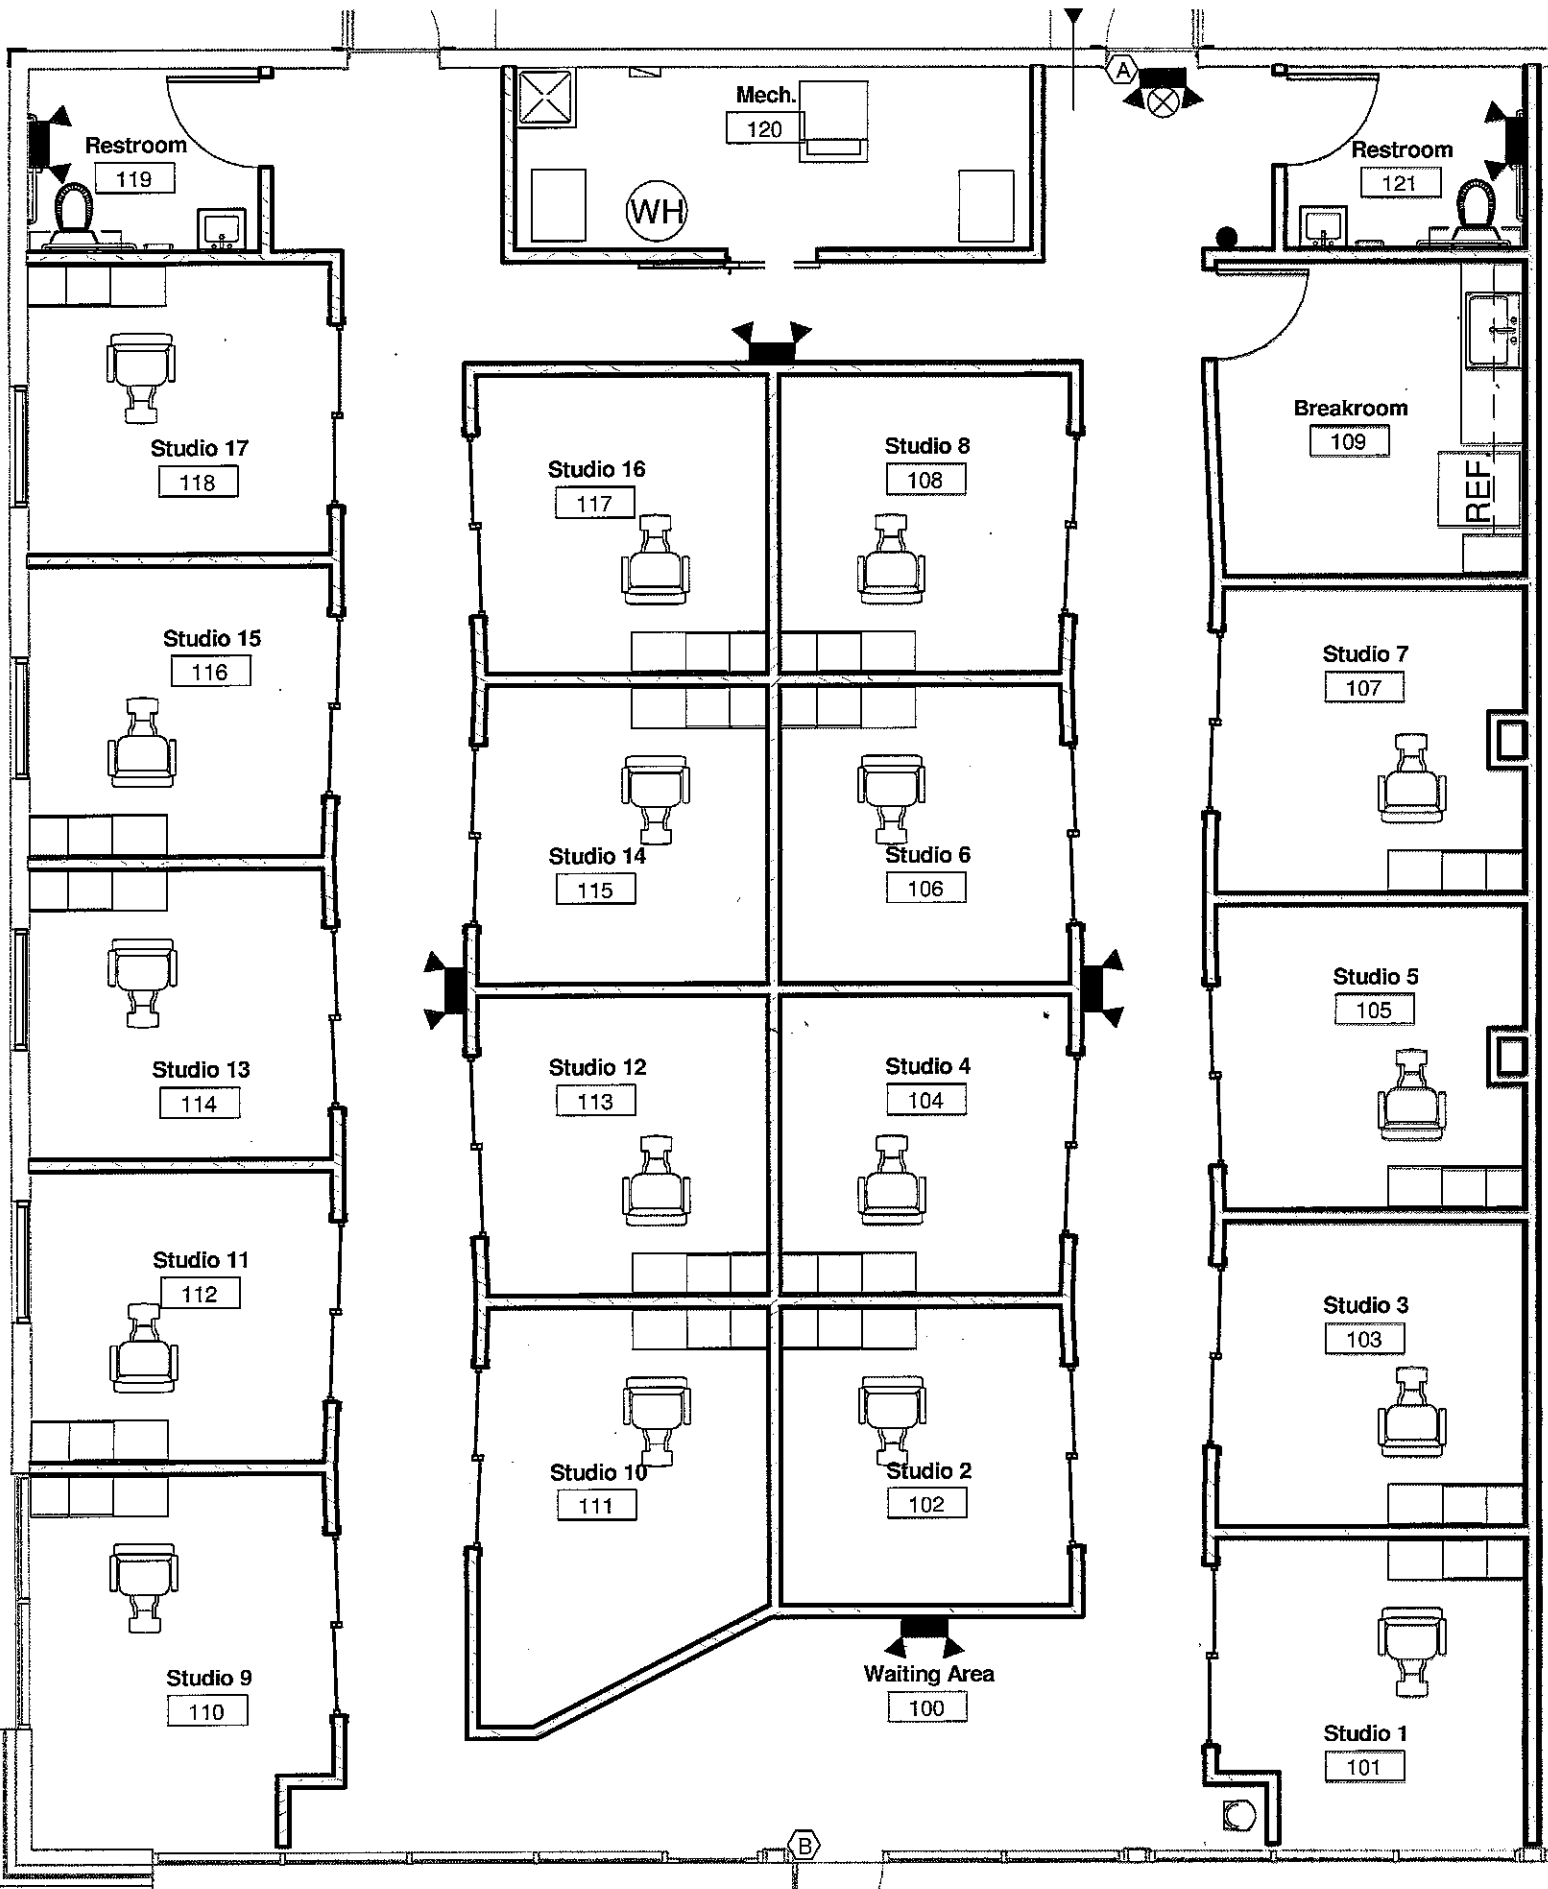 A
Mech.
120
Restroom
119
Restroom
121
WH
Studio 17
118
Studio 16
117
Studio 8
108
Breakroom
109
REF
Studio 15
116
Studio 7
107
Studio 14
115
Studio 6
106
Studio 5
105
Studio 13
114
Studio 12
113
Studio 4
104
Studio 11
112
Studio 3
103
Studio 10
111
Studio 2
102
Studio 9
110
Waiting Area
100
Studio 1
101
B